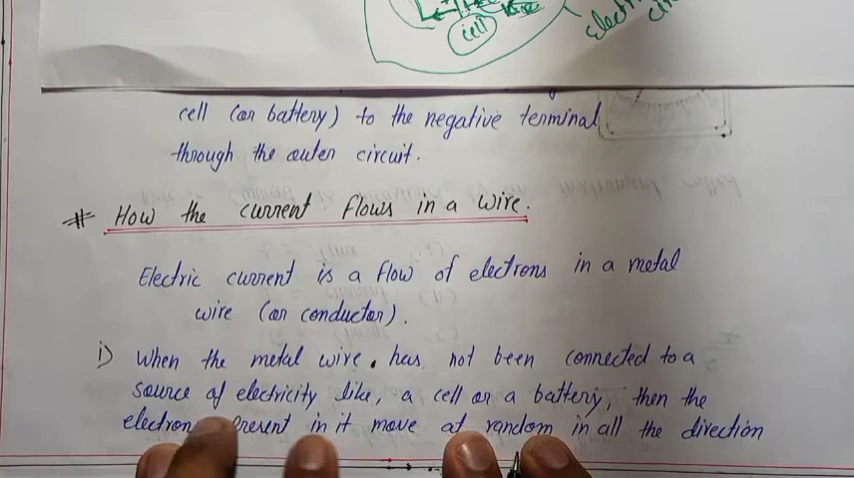 cell
cell (or battery) to the negative terminal
through the outer circuit.
# How the current flows in a wire.
Electric current is a flow of electrons in a metal
wire (or conductor).
i) When the metal wire. has not been connected to a
source of electricity like, a cell or a battery, then the
electron present in it move at random in all the direction